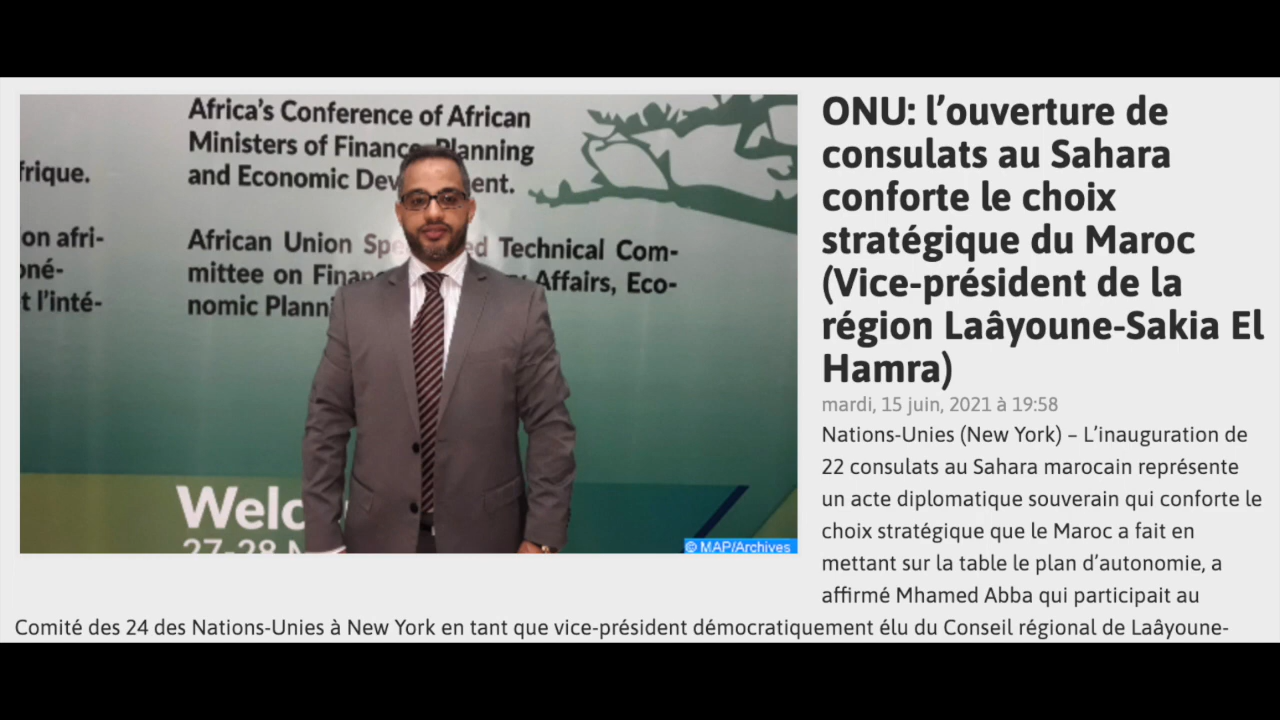 Africa's Conference of African
Ministers of Finance, Planning
and Economic Dev ent.
frique.
on afri-
oné-
t l'inté-
African Union Spe ed Technical Com-
mittee on Finan Affairs, Eco-
nomic Planni
Welc
27-28 M
© MAP/Archives
ONU: l’ouverture de
consulats au Sahara
conforte le choix
stratégique du Maroc
(Vice-président de la
région Laâyoune-Sakia El
Hamra)
mardi, 15 juin, 2021 à 19:58
Nations-Unies (New York) – L’inauguration de
22 consulats au Sahara marocain représente
un acte diplomatique souverain qui conforte le
choix stratégique que le Maroc a fait en
mettant sur la table le plan d’autonomie, a
affirmé Mhamed Abba qui participait au
Comité des 24 des Nations-Unies à New York en tant que vice-président démocratiquement élu du Conseil régional de Laâyoune-